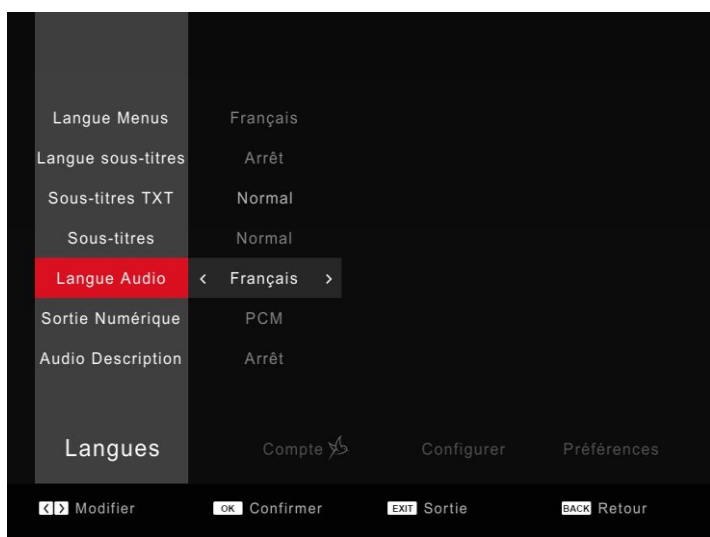 Langue Menus Français
Langue sous-titres Arrêt
Sous-titres TXT Normal
Sous-titres Normal
Langue Audio < Français >
Sortie Numérique PCM
Audio Description Arrêt
Langues Compte Configurer Préférences
< > Modifier OK Confirmer EXIT Sortie BACK Retour